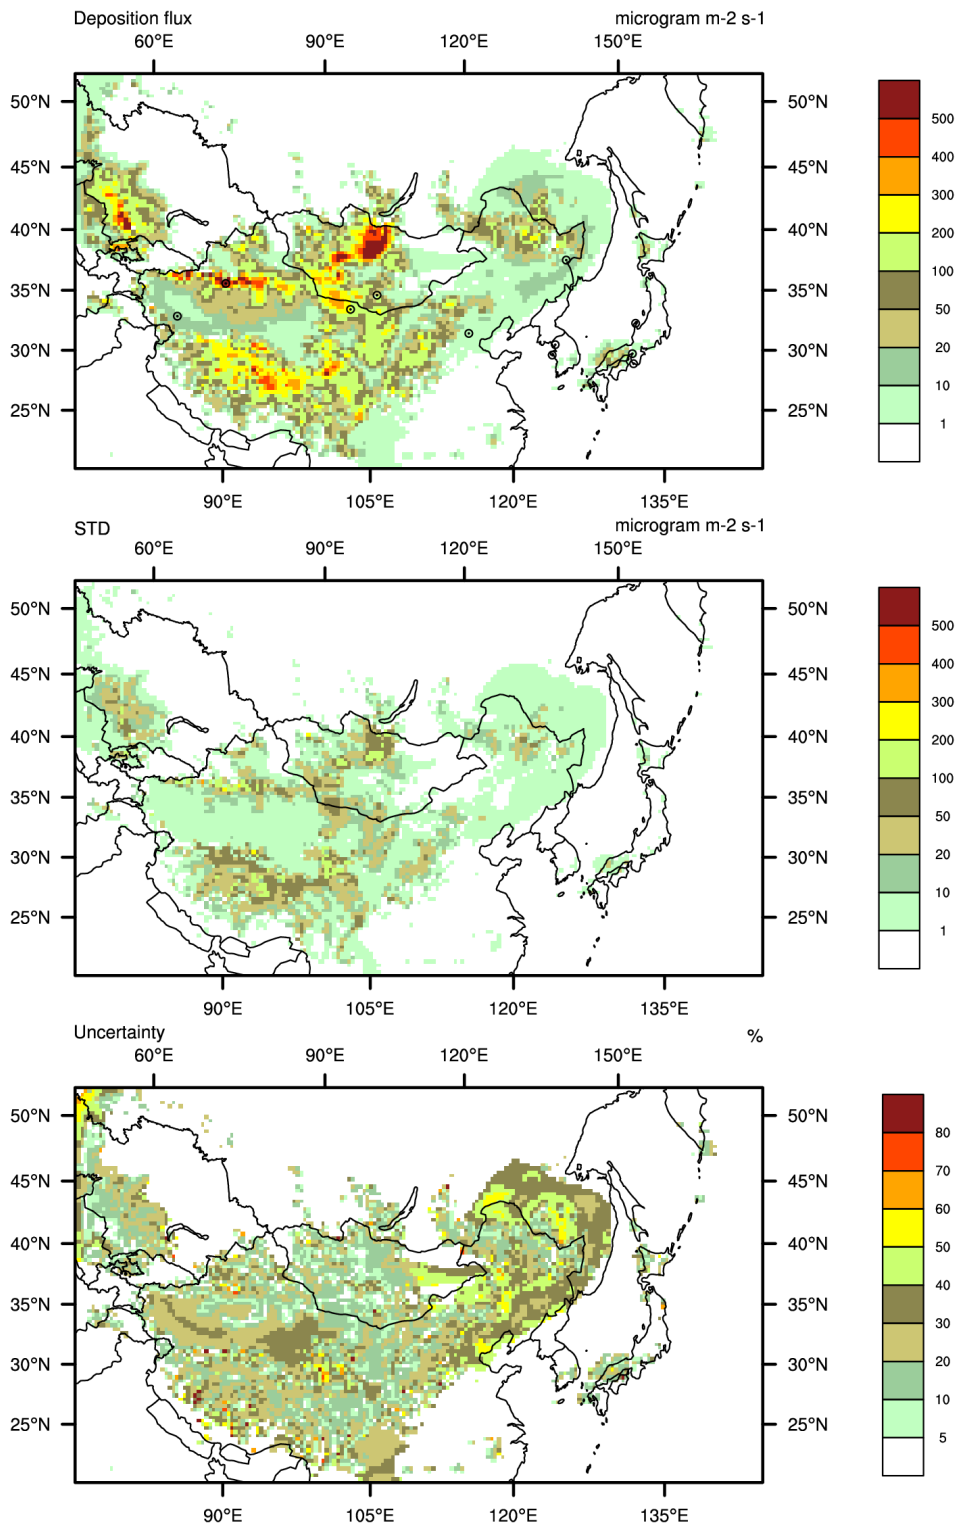 Deposition flux microgram m-2 s-1
60°E 90°E 120°E 150°E
50°N 50°N
45°N 45°N
40°N 40°N
35°N 35°N
30°N 30°N
25°N 25°N
90°E 105°E 120°E 135°E
500
400
300
200
100
50
20
10
1
STD microgram m-2 s-1
60°E 90°E 120°E 150°E
50°N 50°N
45°N 45°N
40°N 40°N
35°N 35°N
30°N 30°N
25°N 25°N
90°E 105°E 120°E 135°E
500
400
300
200
100
50
20
10
1
Uncertainty %
60°E 90°E 120°E 150°E
50°N 50°N
45°N 45°N
40°N 40°N
35°N 35°N
30°N 30°N
25°N 25°N
90°E 105°E 120°E 135°E
80
70
60
50
40
30
20
10
5